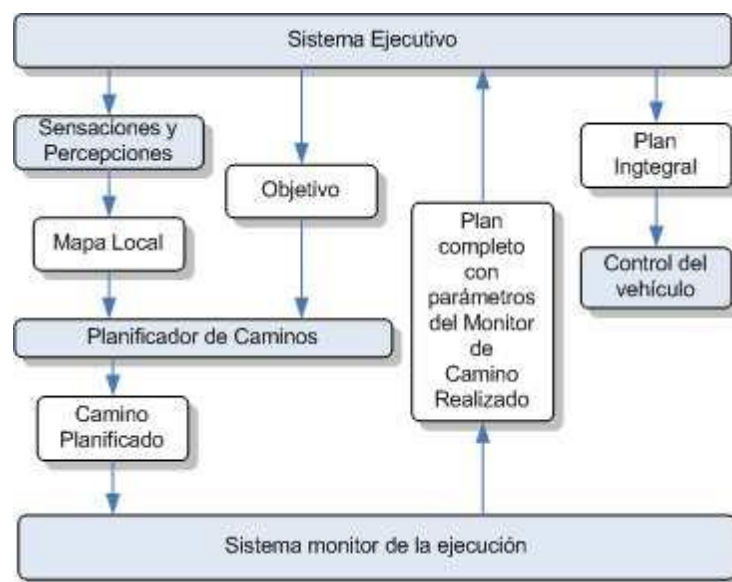 Sistema Ejecutivo
Sensaciones y
Percepciones
Objetivo
Plan
Ingtegral
Mapa Local
Plan
completo
con
parámetros
del Monitor
de
Camino
Realizado
Control del
vehículo
Planificador de Caminos
Camino
Planificado
Sistema monitor de la ejecución